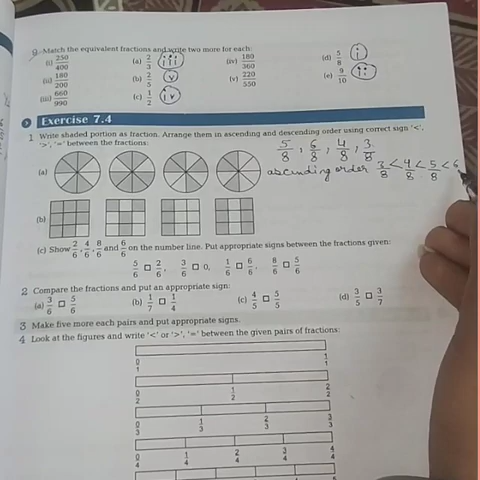 9. Match the equivalent fractions and write two more for each:
(i) 250/400 (a) 2/3 iii (iv) 180/360 (d) 5/8 i
(ii) 180/200 (b) 2/5 v (v) 220/550 (e) 9/10 ii
(iii) 660/990 (c) 1/2 iv
Exercise 7.4
1 Write shaded portion as fraction. Arrange them in ascending and descending order using correct sign '<',
'>', '=' between the fractions:
5/8, 6/8, 4/8, 3/8
(a)
ascending order 3/8 < 4/8 < 5/8 < 6
(b)
(c) Show 2/6, 4/6, 8/6 and 6/6 on the number line. Put appropriate signs between the fractions given:
5/6 □ 2/6, 3/6 □ 0, 1/6 □ 6/6, 8/6 □ 5/6
2 Compare the fractions and put an appropriate sign:
(a) 3/6 □ 5/6 (b) 1/7 □ 1/4 (c) 4/5 □ 5/5 (d) 3/5 □ 3/7
3 Make five more such pairs and put appropriate signs.
4 Look at the figures and write '<' or '>', '=' between the given pairs of fractions:
0/1 1/1
0/2 1/2 2/2
0/3 1/3 2/3 3/3
0/4 1/4 2/4 3/4 4/4